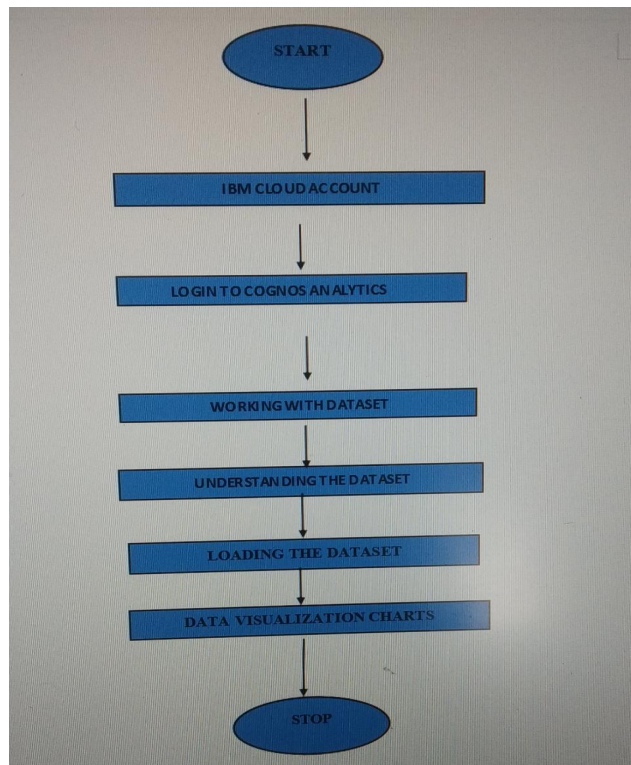 START
IBM CLOUD ACCOUNT
LOGIN TO COGNOS ANALYTICS
WORKING WITH DATASET
UNDERSTANDING THE DATASET
LOADING THE DATASET
DATA VISUALIZATION CHARTS
STOP